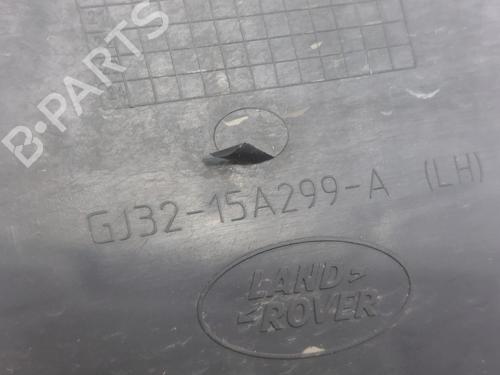 B-PARTS
GJ32-15A299-A (LH)
LAND
ROVER